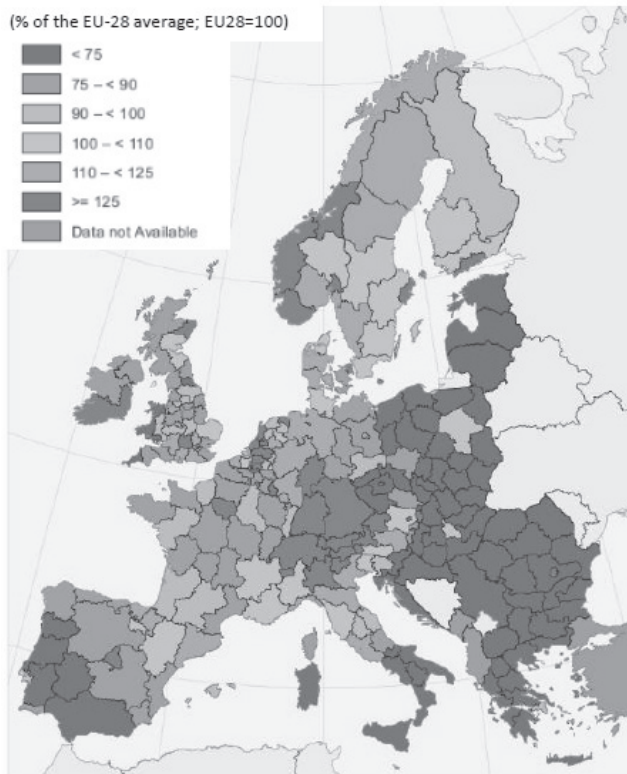 (% of the EU-28 average; EU28=100)
< 75
75 – < 90
90 – < 100
100 – < 110
110 – < 125
>= 125
Data not Available